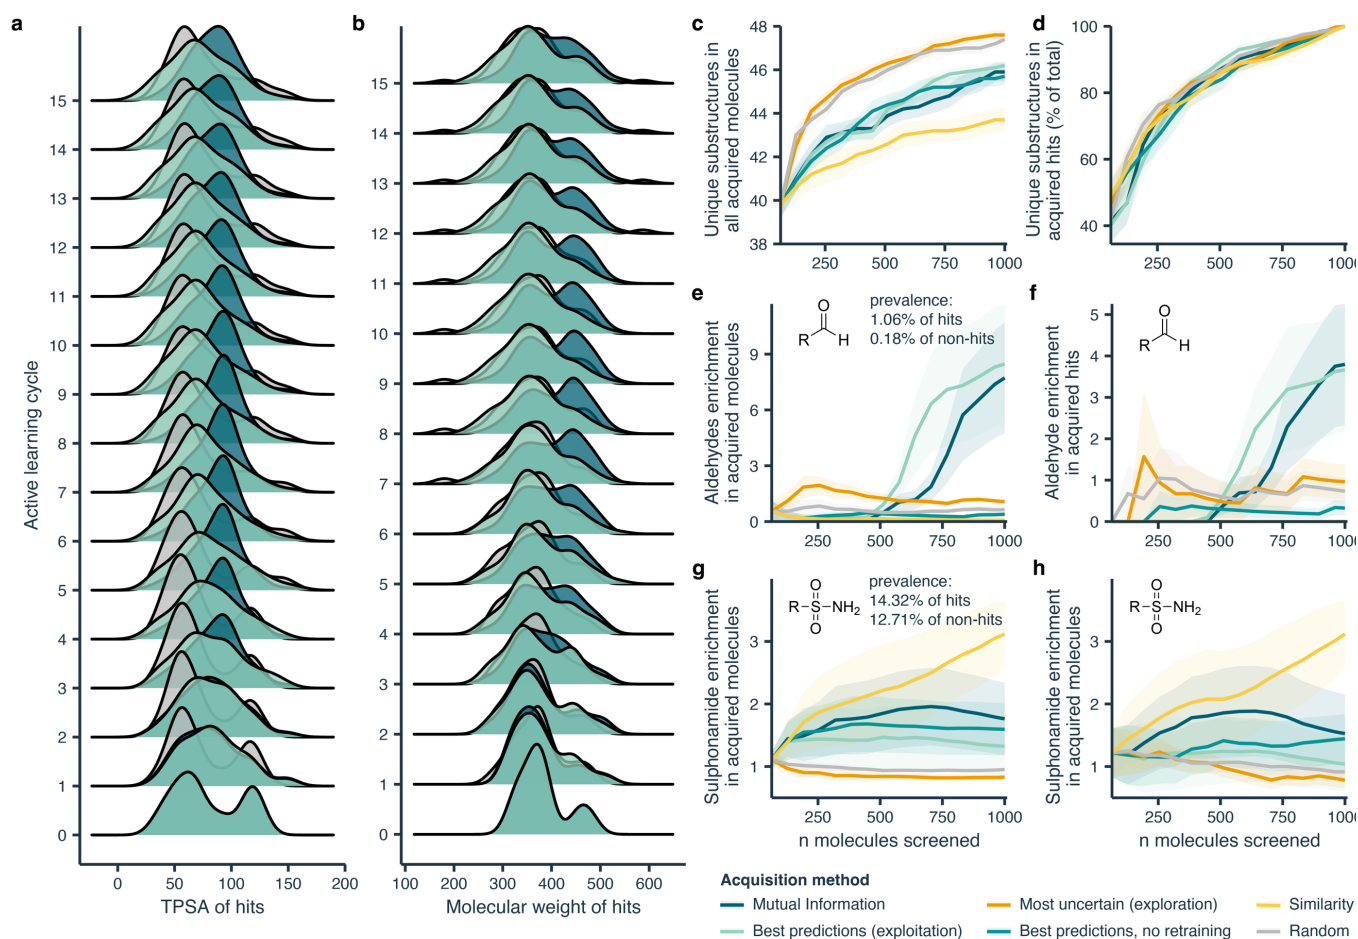 a
b
c
d
Active learning cycle
15
14
13
12
11
10
9
8
7
6
5
4
3
2
1
0
0
50
100
150
200
TPSA of hits
15
14
13
12
11
10
9
8
7
6
5
4
3
2
1
0
100
200
300
400
500
600
Molecular weight of hits
Unique substructures in
all acquired molecules
48
46
44
42
40
38
250
500
750
1000
Unique substructures in
acquired hits (% of total)
100
80
60
40
250
500
750
1000
e
prevalence:
1.06% of hits
0.18% of non-hits
O
R
H
Aldehydes enrichment
in acquired molecules
9
6
3
0
250
500
750
1000
f
O
R
H
Aldehyde enrichment
in acquired hits
5
4
3
2
1
0
250
500
750
1000
g
prevalence:
14.32% of hits
12.71% of non-hits
O
R-S-NH2
O
Sulphonamide enrichment
in acquired molecules
3
2
1
250
500
750
1000
n molecules screened
h
O
R-S-NH2
O
Sulphonamide enrichment
in acquired molecules
3
2
1
250
500
750
1000
n molecules screened
Acquisition method
Mutual Information
Most uncertain (exploration)
Similarity
Best predictions (exploitation)
Best predictions, no retraining
Random